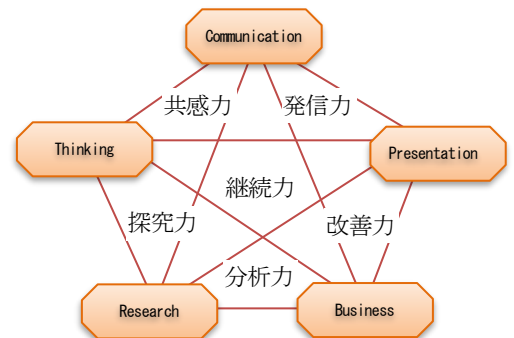 Communication
共感力
発信力
Thinking
Presentation
継続力
探究力
改善力
分析力
Research
Business